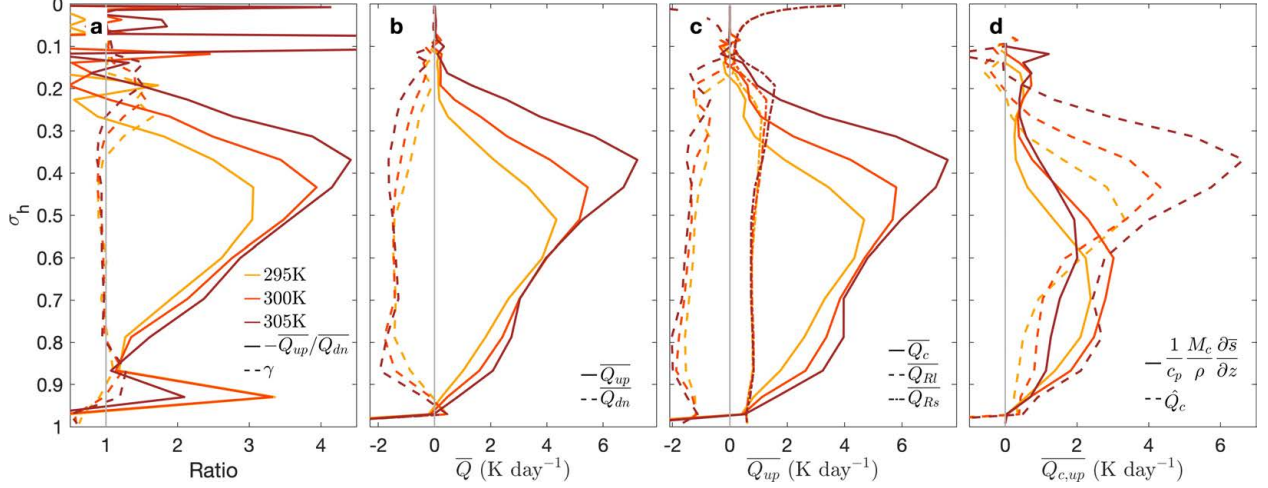 a
b
c
d
0
0.1
0.2
0.3
0.4
0.5
0.6
0.7
0.8
0.9
1
σh
295K
300K
305K
−Q̅up/Q̅dn
γ
1
2
3
4
Ratio
Q̅up
Q̅dn
-2
0
2
4
6
Q̅ (K day⁻¹)
Q̅c
Q̅Rl
Q̅Rs
-2
0
2
4
6
Q̅up (K day⁻¹)
1/cp Mc/ρ ∂s̅/∂z
Q̂c
0
2
4
6
Q̅c,up (K day⁻¹)